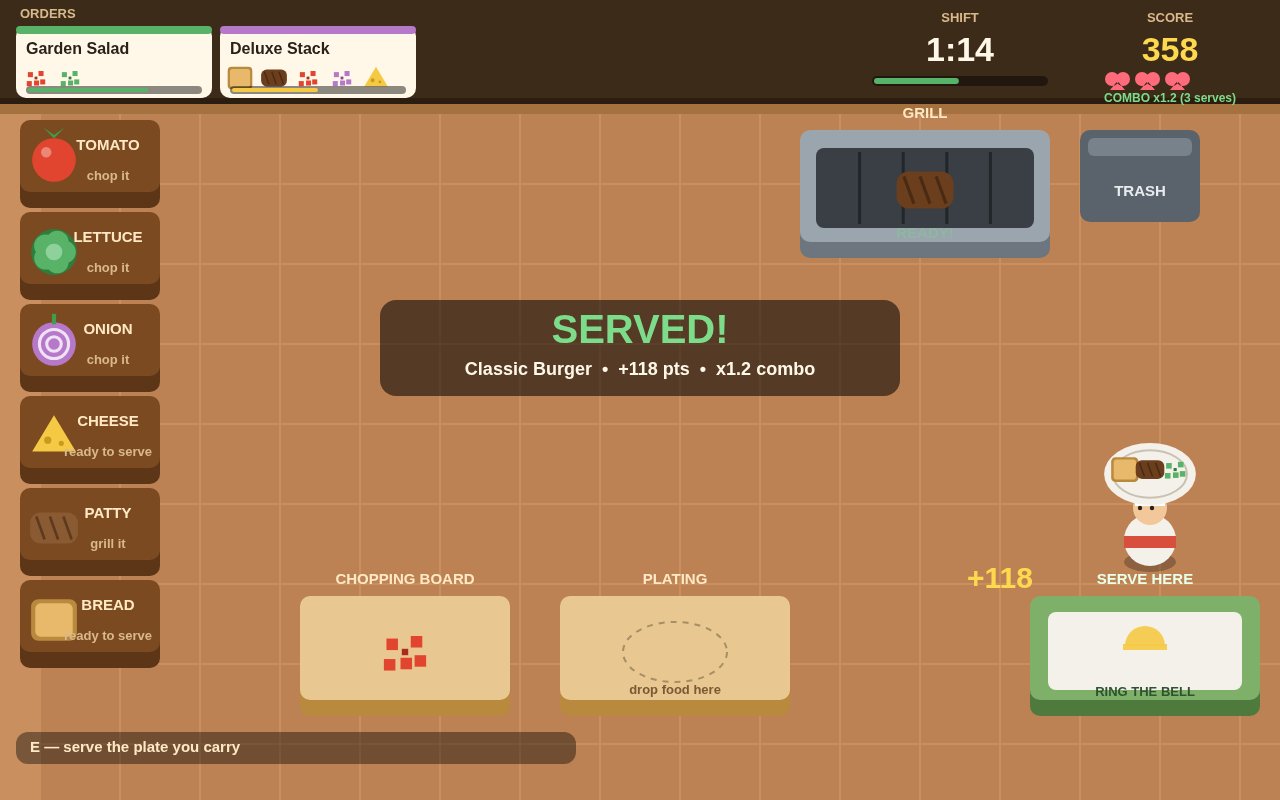 ORDERS
Garden Salad
Deluxe Stack
SHIFT
1:14
SCORE
358
COMBO x1.2 (3 serves)
GRILL
READY!
TRASH
TOMATO
chop it
LETTUCE
chop it
ONION
chop it
CHEESE
ready to serve
PATTY
grill it
BREAD
ready to serve
SERVED!
Classic Burger • +118 pts • x1.2 combo
CHOPPING BOARD
PLATING
drop food here
+118
SERVE HERE
RING THE BELL
E — serve the plate you carry